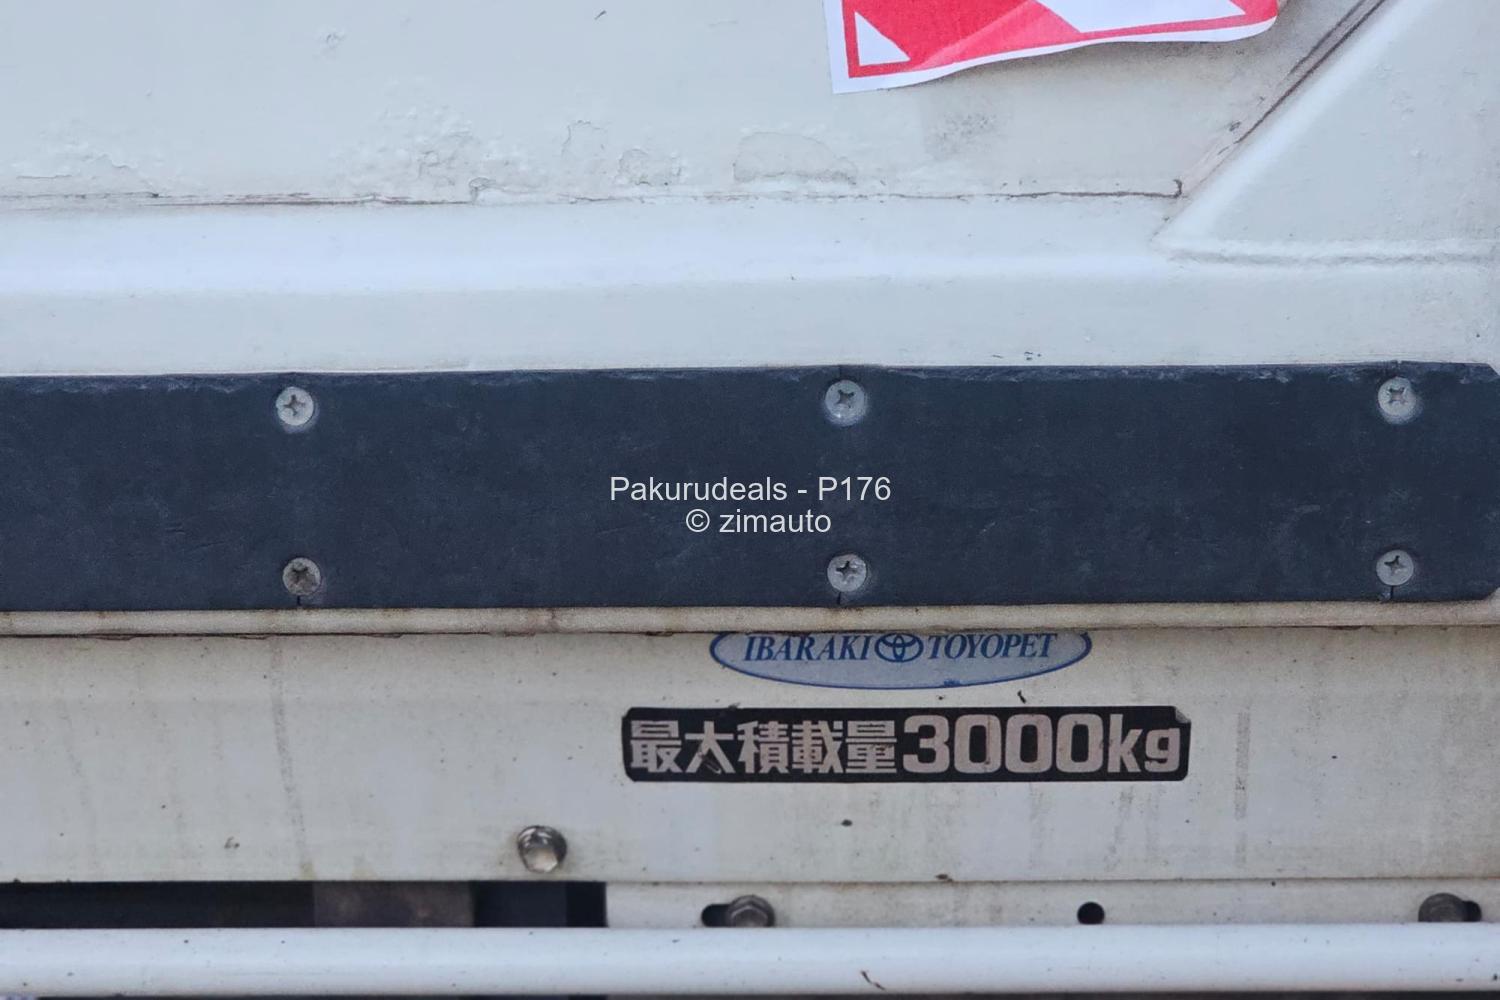 Pakurudeals - P176
© zimauto
IBARAKI TOYOPET
最大積載量3000kg